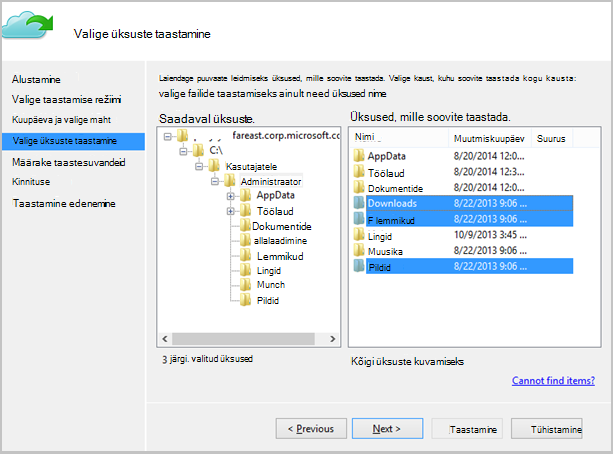 Valige üksuste taastamine
Alustamine
Valige taastamise režiimi
Kuupäeva ja valige maht
Valige üksuste taastamine
Määrake taastesuvandeid
Kinnituse
Taastamine edenemine
Laiendage puuvaate leidmiseks üksused, mille soovite taastada. Valige kaust, kuhu soovite taastada kogu kausta:
valige failide taastamiseks ainult need üksused nime
Saadaval üksuste.
fareast.corp.microsoft.cc
C:\
Kasutajatele
Administraator
AppData
Töölaud
Dokumentide
allalaadimine
Lemmikud
Lingid
Munch
Pildid
3 järgi. valitud üksused
Üksused, mille soovite taastada.
Nimi Muutmiskuupäev Suurus
AppData 8/20/2014 12:0...
Töölaud 8/20/2014 12:3...
Dokumentide 8/20/2014 12:0...
Downloads 8/22/2013 9:06 ...
F.lemmikud 8/22/2013 9:06 ...
Lingid 10/9/2013 3:45 ...
Muusika 8/22/2013 9:06 ...
Pildid 8/22/2013 9:06 ...
Kõigi üksuste kuvamiseks
Cannot find items?
< Previous Next > Taastamine Tühistamine